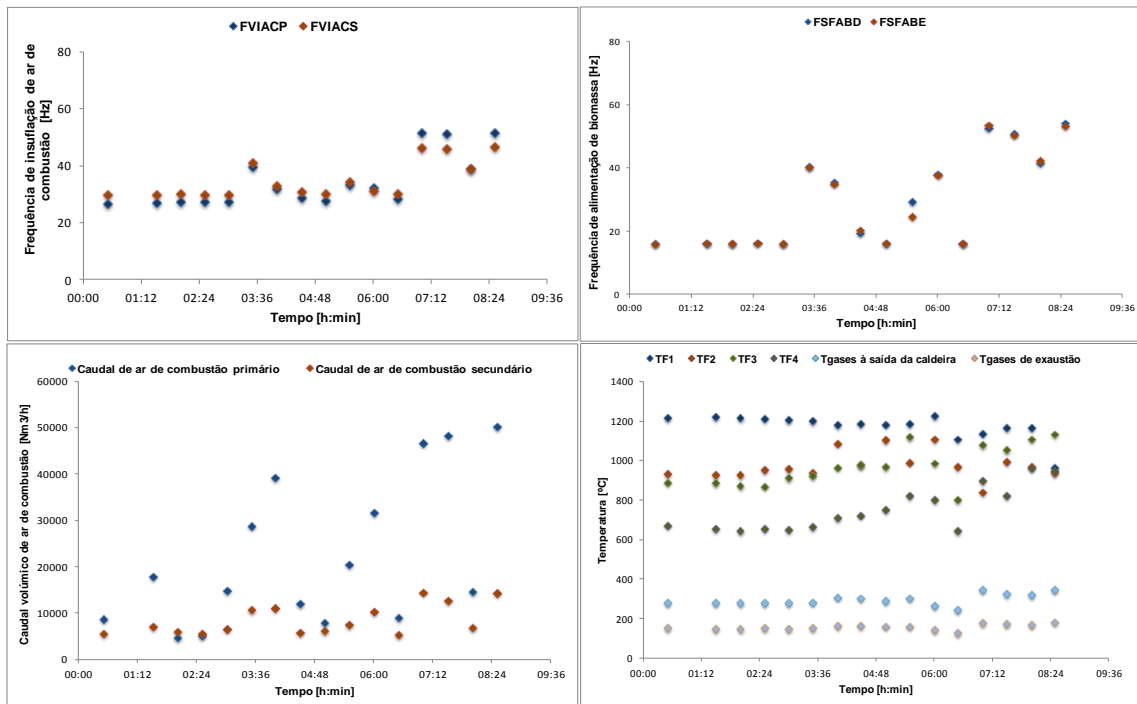 FVIACP FVIACS
Frequência de insuflação de ar de
combustão [Hz]
80
60
40
20
0
00:00 01:12 02:24 03:36 04:48 06:00 07:12 08:24 09:36
Tempo [h:min]
FSFABD FSFABE
Frequência de alimentação de biomassa [Hz]
80
60
40
20
0
00:00 01:12 02:24 03:36 04:48 06:00 07:12 08:24 09:36
Tempo [h:min]
Caudal de ar de combustão primário Caudal de ar de combustão secundário
Caudal volúmico de ar de combustão [Nm3/h]
60000
50000
40000
30000
20000
10000
0
00:00 01:12 02:24 03:36 04:48 06:00 07:12 08:24 09:36
Tempo [h:min]
TF1 TF2 TF3 TF4 Tgases à saída da caldeira Tgases de exaustão
Temperatura [ºC]
1400
1200
1000
800
600
400
200
0
00:00 01:12 02:24 03:36 04:48 06:00 07:12 08:24 09:36
Tempo [h:min]